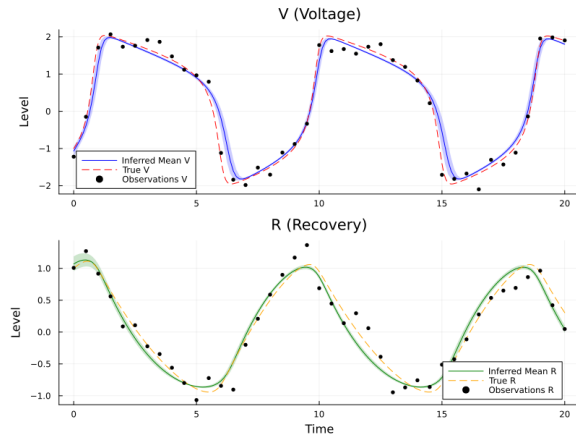 V (Voltage)
2
1
0
-1
-2
Level
Inferred Mean V
True V
Observations V
0
5
10
15
20
R (Recovery)
1.0
0.5
0.0
-0.5
-1.0
Level
Inferred Mean R
True R
Observations R
0
5
10
15
20
Time